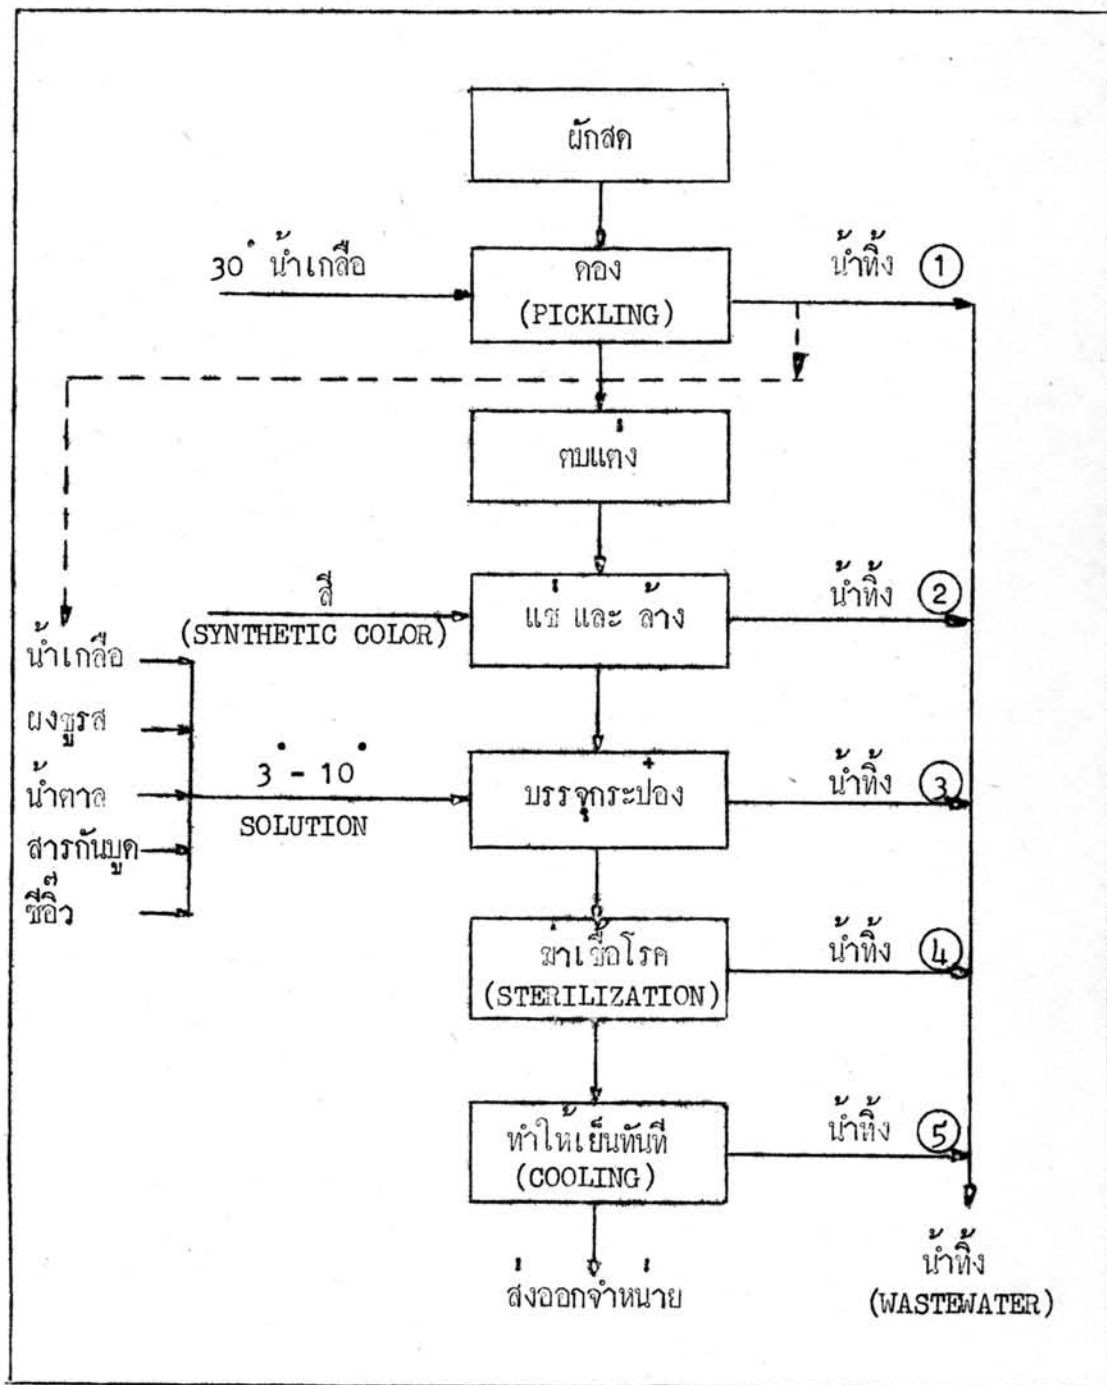 ผักสด
30° น้ำเกลือ
ดอง
(PICKLING)
น้ำทิ้ง 1
ตบแต่ง
สี
(SYNTHETIC COLOR)
แช่ และ ล้าง
น้ำทิ้ง 2
น้ำเกลือ
ผงชูรส
น้ำตาล
สารกันบูด
ซีอิ๊ว
3° - 10°
SOLUTION
บรรจุกระป๋อง
น้ำทิ้ง 3
ฆ่าเชื้อโรค
(STERILIZATION)
น้ำทิ้ง 4
ทำให้เย็นทันที
(COOLING)
น้ำทิ้ง 5
ส่งออกจำหน่าย
น้ำทิ้ง
(WASTEWATER)